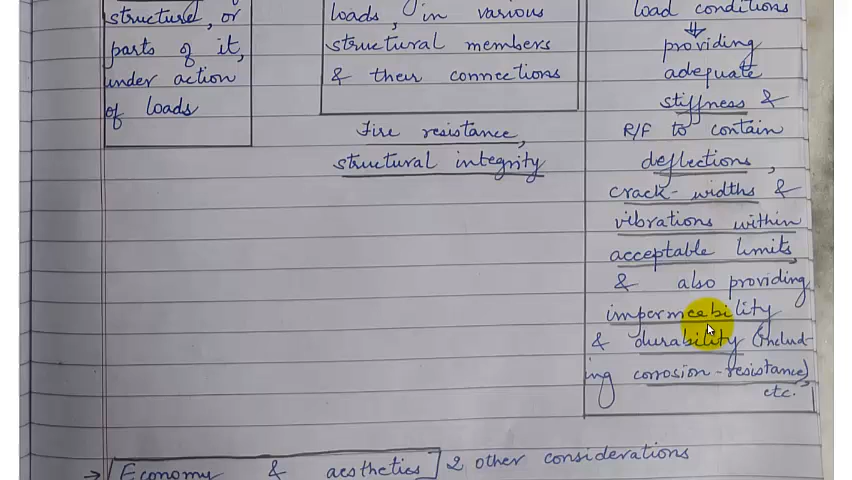 structure, or
parts of it,
under action
of loads
loads, in various
structural members
& their connections
Fire resistance,
structural integrity
load conditions
⇓
providing
adequate
stiffness &
R/F to contain
deflections,
crack-widths &
vibrations within
acceptable limits,
& also providing
impermeability
& durability (includ-
ing corrosion-resistance)
etc.
→ Economy & aesthetics 2 other considerations